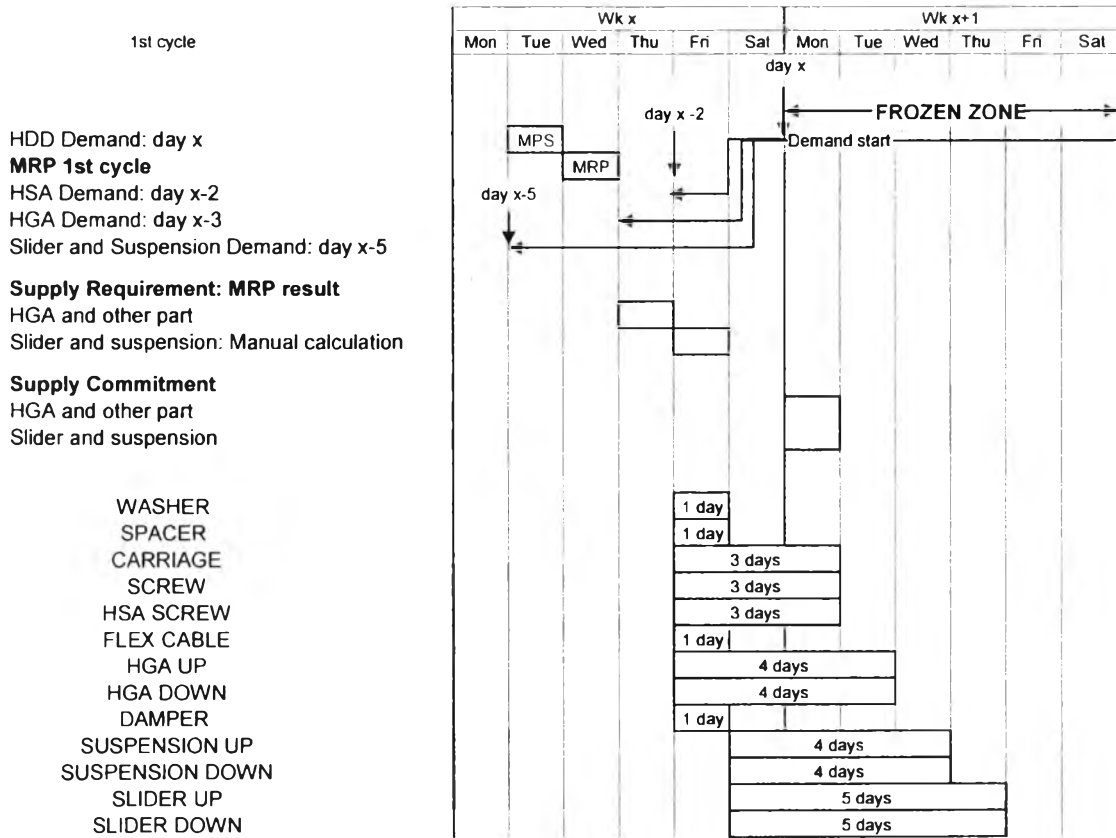 Wk x Wk x+1
1st cycle Mon Tue Wed Thu Fri Sat Mon Tue Wed Thu Fri Sat
day x
day x -2 FROZEN ZONE
HDD Demand: day x MPS Demand start
MRP 1st cycle MRP
HSA Demand: day x-2 day x-5
HGA Demand: day x-3
Slider and Suspension Demand: day x-5
Supply Requirement: MRP result
HGA and other part
Slider and suspension: Manual calculation
Supply Commitment
HGA and other part
Slider and suspension
WASHER 1 day
SPACER 1 day
CARRIAGE 3 days
SCREW 3 days
HSA SCREW 3 days
FLEX CABLE 1 day
HGA UP 4 days
HGA DOWN 4 days
DAMPER 1 day
SUSPENSION UP 4 days
SUSPENSION DOWN 4 days
SLIDER UP 5 days
SLIDER DOWN 5 days